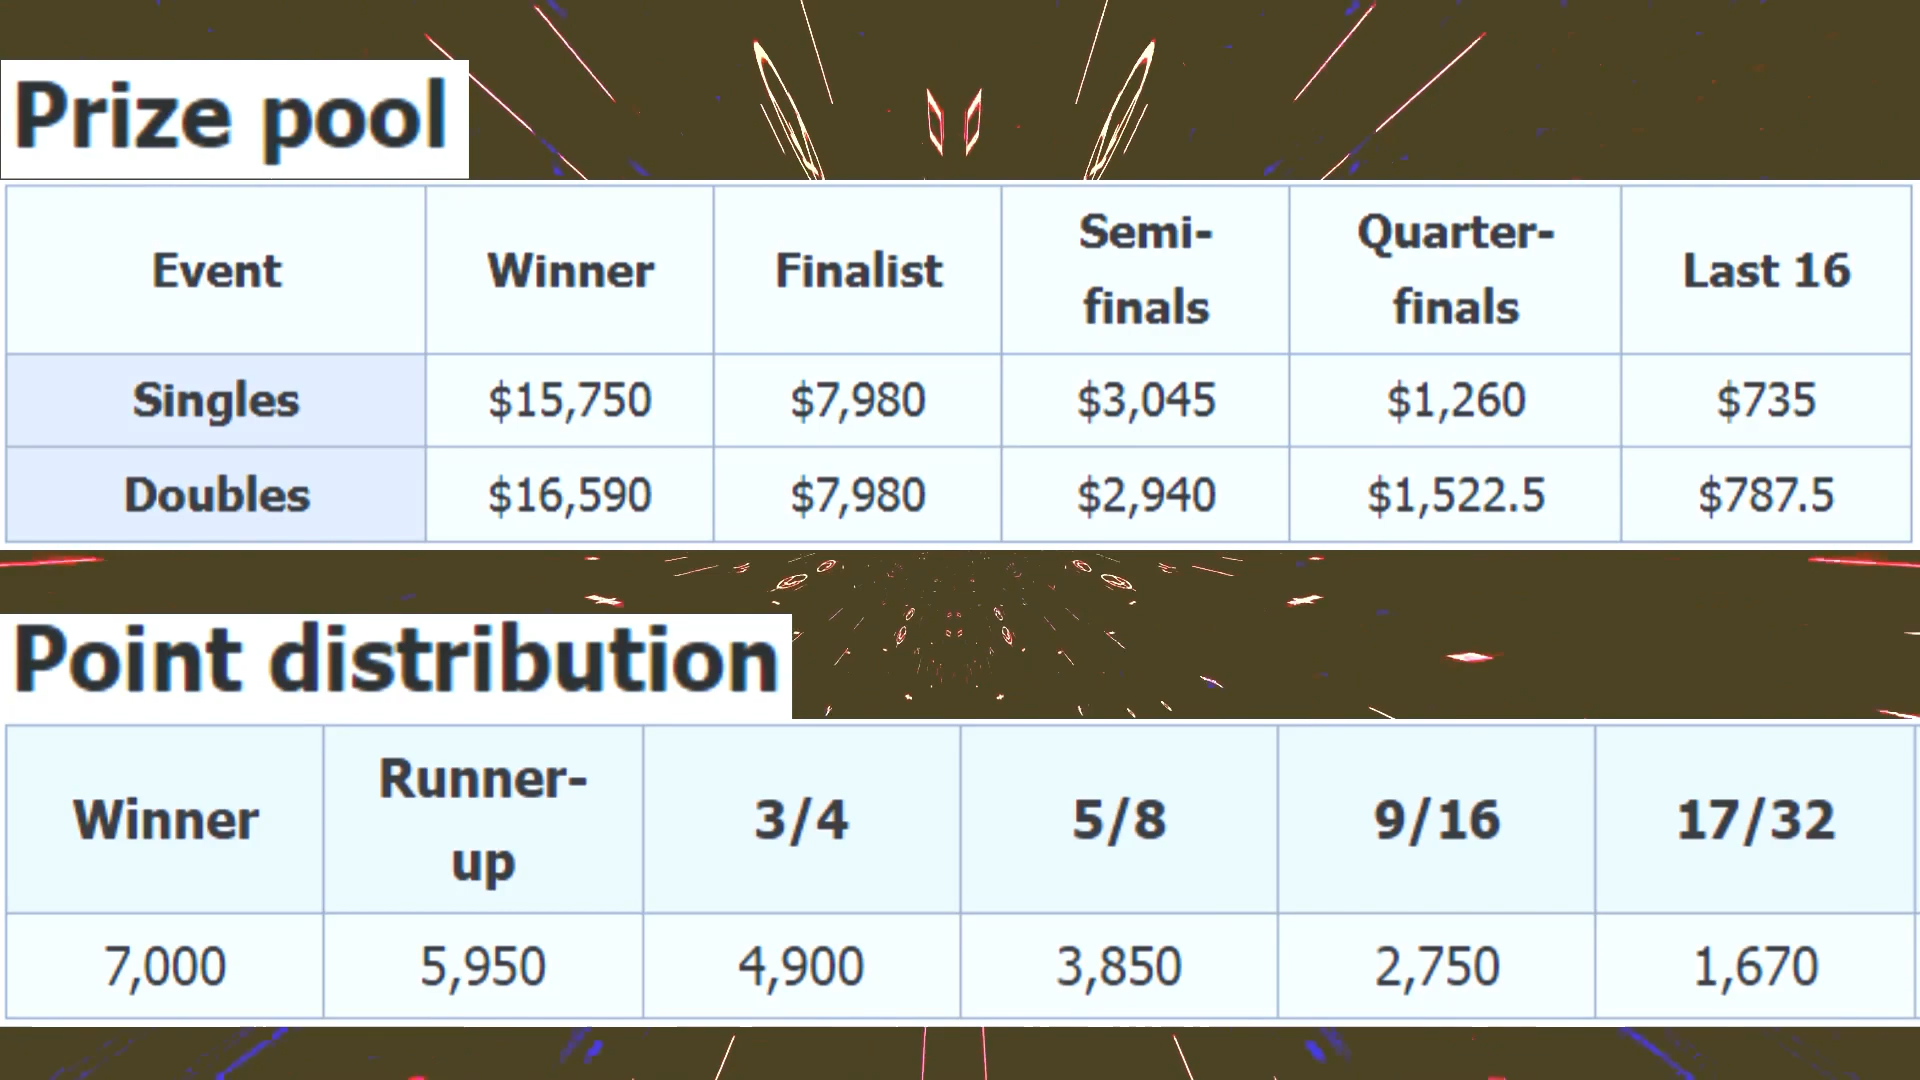 Prize pool
Event Winner Finalist Semi-finals Quarter-finals Last 16
Singles $15,750 $7,980 $3,045 $1,260 $735
Doubles $16,590 $7,980 $2,940 $1,522.5 $787.5
Point distribution
Winner Runner-up 3/4 5/8 9/16 17/32
7,000 5,950 4,900 3,850 2,750 1,670